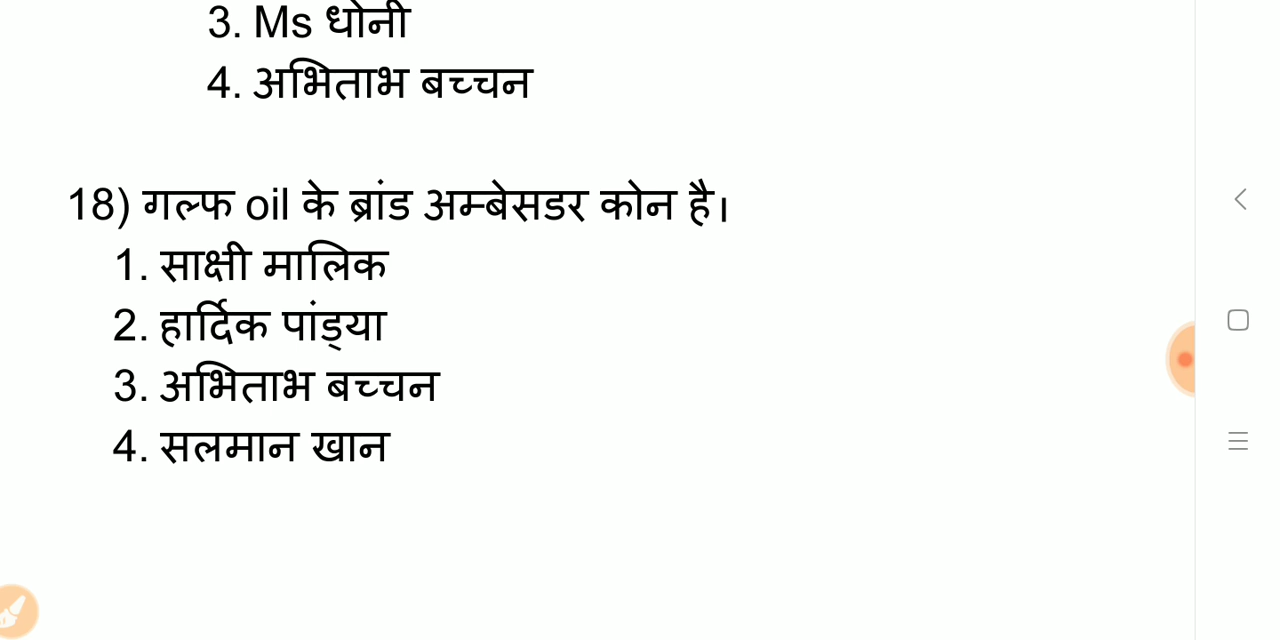 3. Ms धोनी
4. अभिताभ बच्चन
18) गल्फ oil के ब्रांड अम्बेसडर कोन है।
1. साक्षी मालिक
2. हार्दिक पांड्या
3. अभिताभ बच्चन
4. सलमान खान